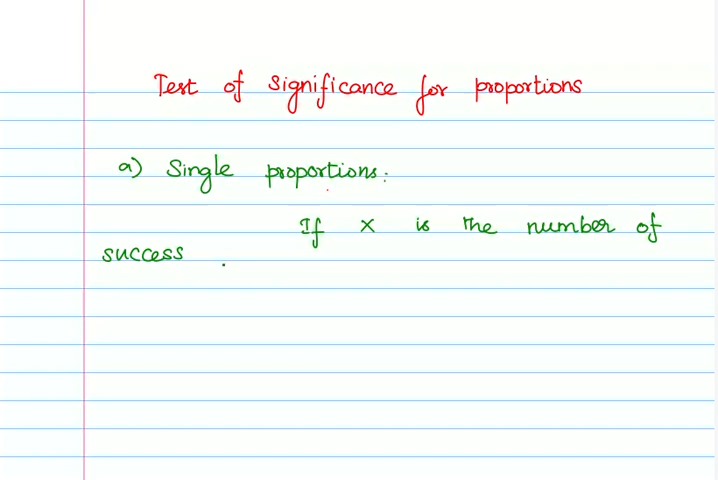 Test of Significance for proportions
a) Single proportions:
If X is the number of
success